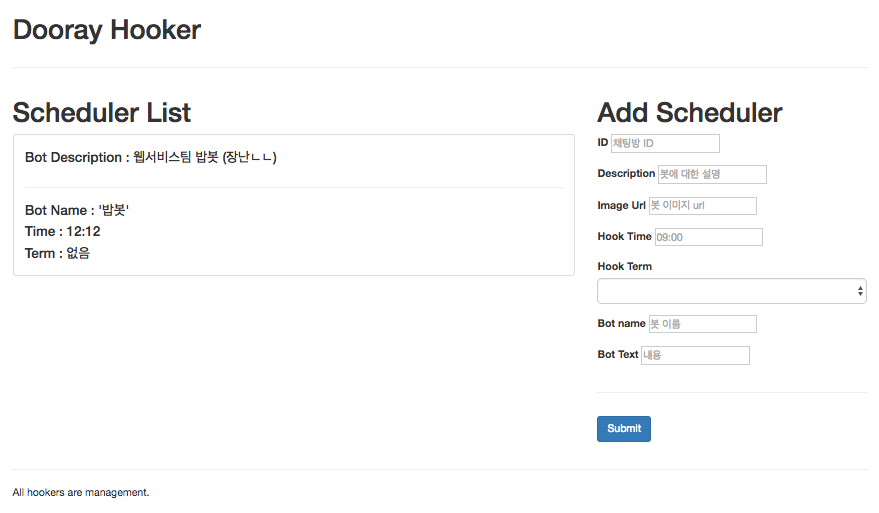 Dooray Hooker
Scheduler List
Bot Description : 웹서비스팀 밥봇 (장난ㄴㄴ)
Bot Name : '밥봇'
Time : 12:12
Term : 없음
Add Scheduler
ID 채팅방 ID
Description 봇에 대한 설명
Image Url 봇 이미지 url
Hook Time 09:00
Hook Term
Bot name 봇 이름
Bot Text 내용
Submit
All hookers are management.